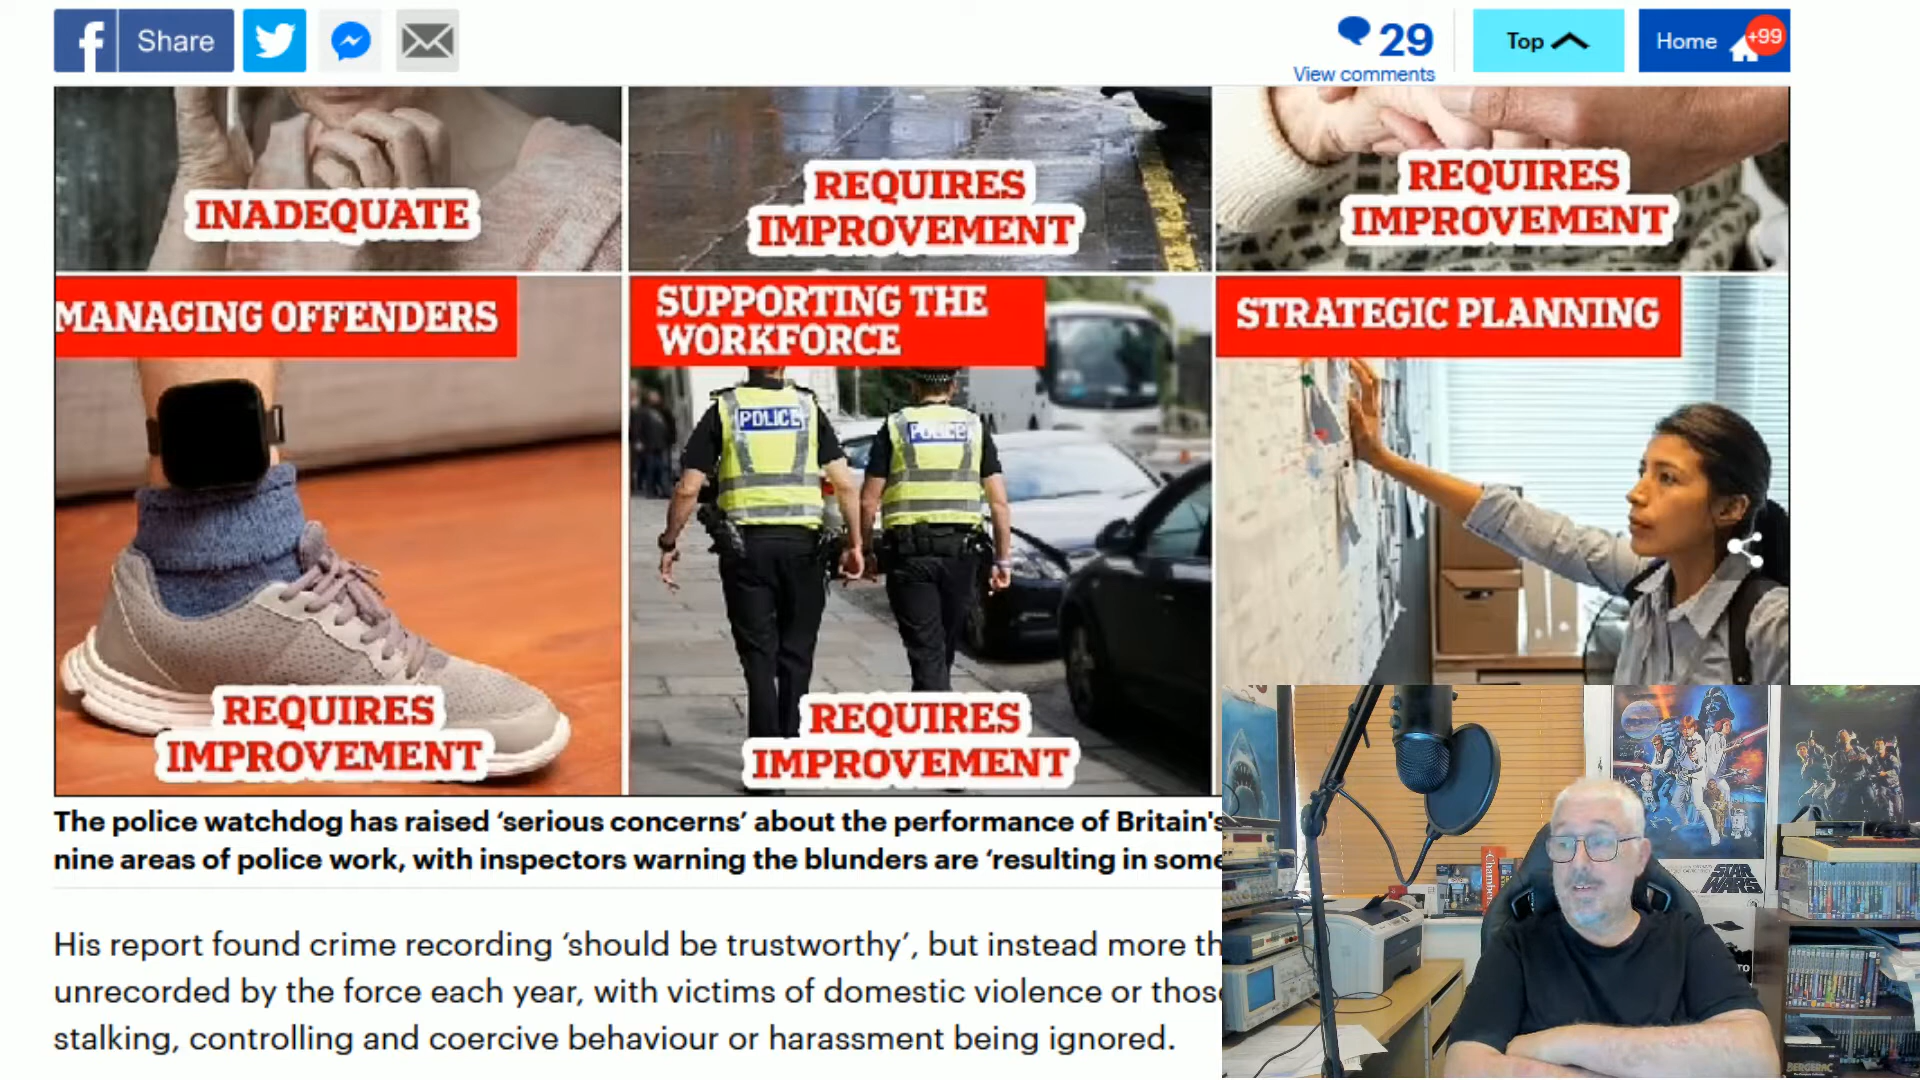 Share
29
View comments
Top
Home
+99
INADEQUATE
REQUIRES
IMPROVEMENT
REQUIRES
IMPROVEMENT
MANAGING OFFENDERS
SUPPORTING THE
WORKFORCE
STRATEGIC PLANNING
POLICE
POLICE
REQUIRES
IMPROVEMENT
REQUIRES
IMPROVEMENT
The police watchdog has raised ‘serious concerns’ about the performance of Britain's
nine areas of police work, with inspectors warning the blunders are ‘resulting in some
His report found crime recording ‘should be trustworthy’, but instead more th
unrecorded by the force each year, with victims of domestic violence or those
stalking, controlling and coercive behaviour or harassment being ignored.
STAR
WARS
BERGERAC